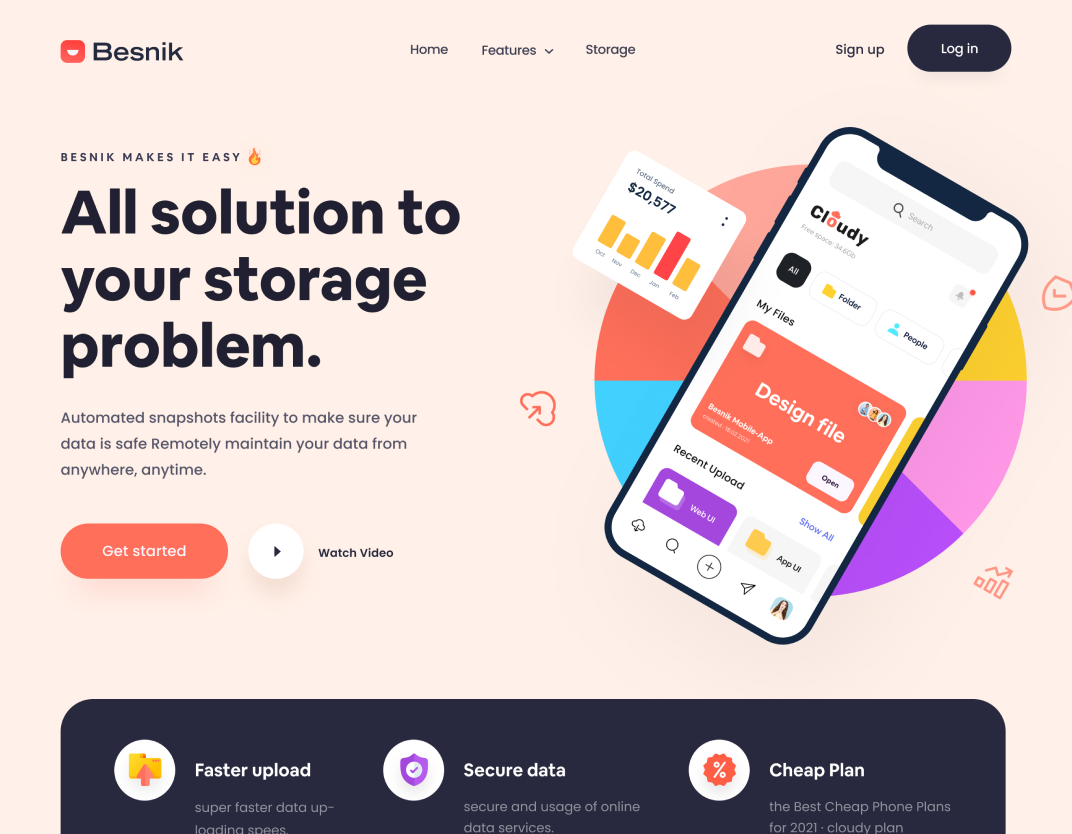 Besnik
Home
Features
Storage
Sign up
Log in
BESNIK MAKES IT EASY
All solution to
your storage
problem.
Automated snapshots facility to make sure your
data is safe Remotely maintain your data from
anywhere, anytime.
Get started
Watch Video
Total Spend
$20,577
Oct
Nov
Dec
Jan
Feb
Search
Cloudy
Free space: 34.6Gb
All
Folder
People
My Files
Design file
Besnik Mobile-App
created : 16.02.2021
Open
Recent Upload
Show All
Web UI
App UI
Faster upload
super faster data up-
loading spees.
Secure data
secure and usage of online
data services.
Cheap Plan
the Best Cheap Phone Plans
for 2021 · cloudy plan